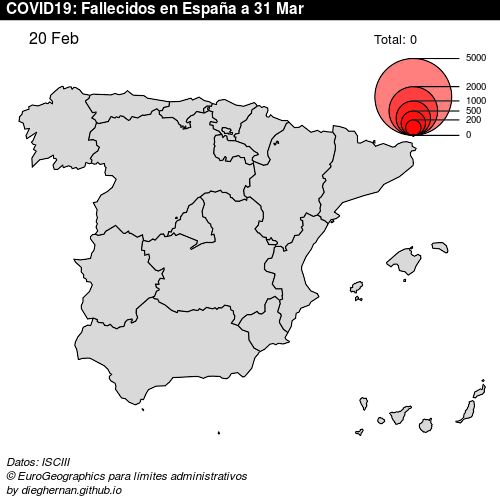 COVID19: Fallecidos en España a 31 Mar
20 Feb
Total: 0
5000
2000
1000
500
200
0
Datos: ISCIII
© EuroGeographics para límites administrativos
by dieghernan.github.io